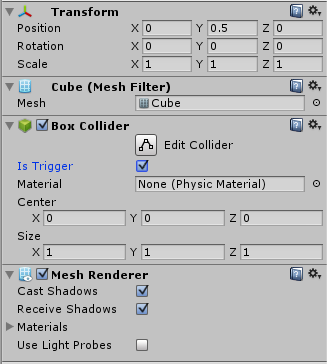 Transform
Position X 0 Y 0.5 Z 0
Rotation X 0 Y 0 Z 0
Scale X 1 Y 1 Z 1
Cube (Mesh Filter)
Mesh Cube
Box Collider
Edit Collider
Is Trigger
Material None (Physic Material)
Center
X 0 Y 0 Z 0
Size
X 1 Y 1 Z 1
Mesh Renderer
Cast Shadows
Receive Shadows
Materials
Use Light Probes